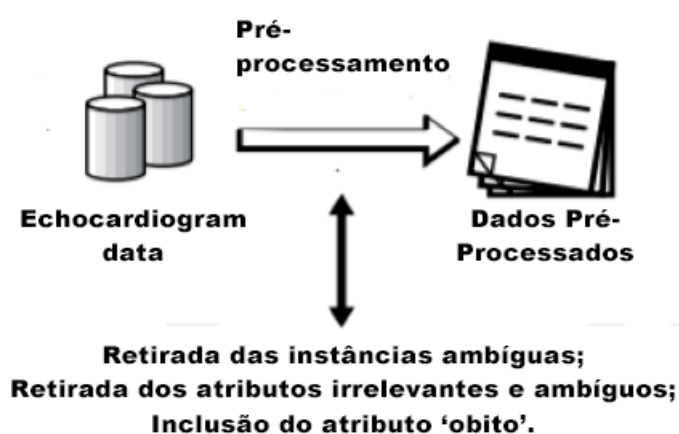 Pré-
processamento
Echocardiogram
data
Dados Pré-
Processados
Retirada das instâncias ambíguas;
Retirada dos atributos irrelevantes e ambíguos;
Inclusão do atributo ‘obito’.